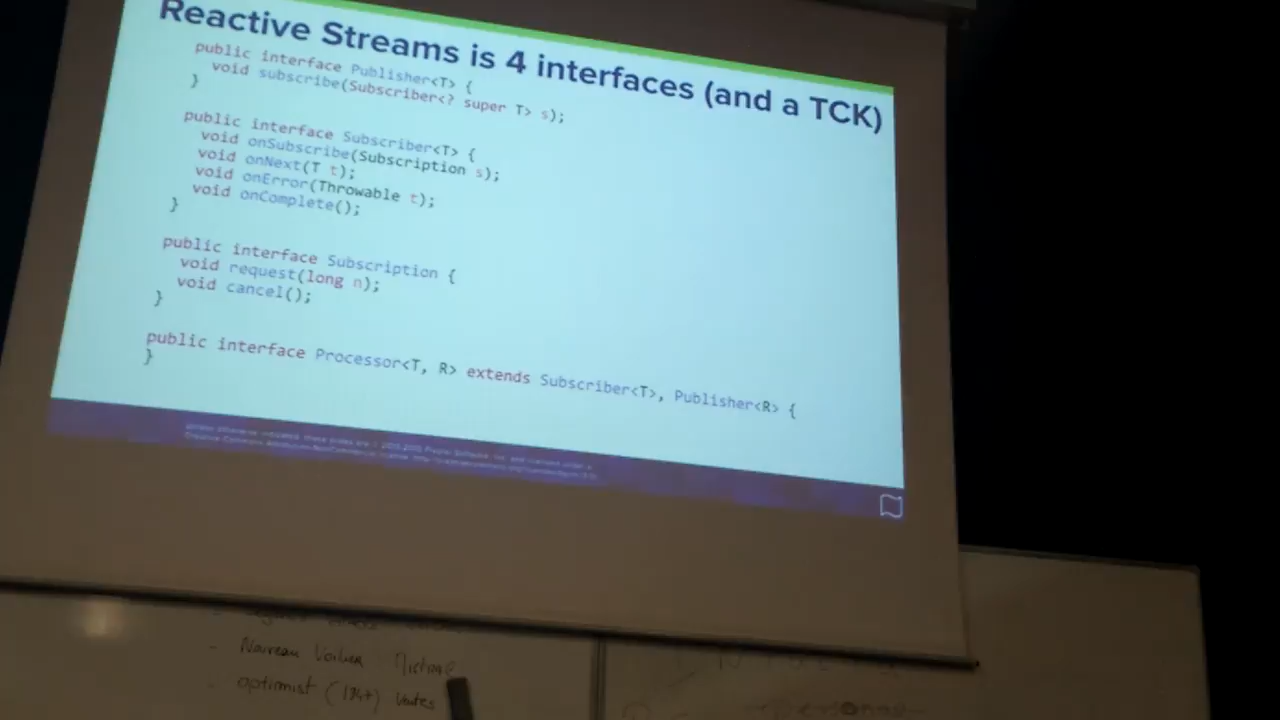 Reactive Streams is 4 interfaces (and a TCK)
public interface Publisher<T> {
void subscribe(Subscriber<? super T> s);
}
public interface Subscriber<T> {
void onSubscribe(Subscription s);
void onNext(T t);
void onError(Throwable t);
void onComplete();
}
public interface Subscription {
void request(long n);
void cancel();
}
public interface Processor<T, R> extends Subscriber<T>, Publisher<R> {
}
- optimist